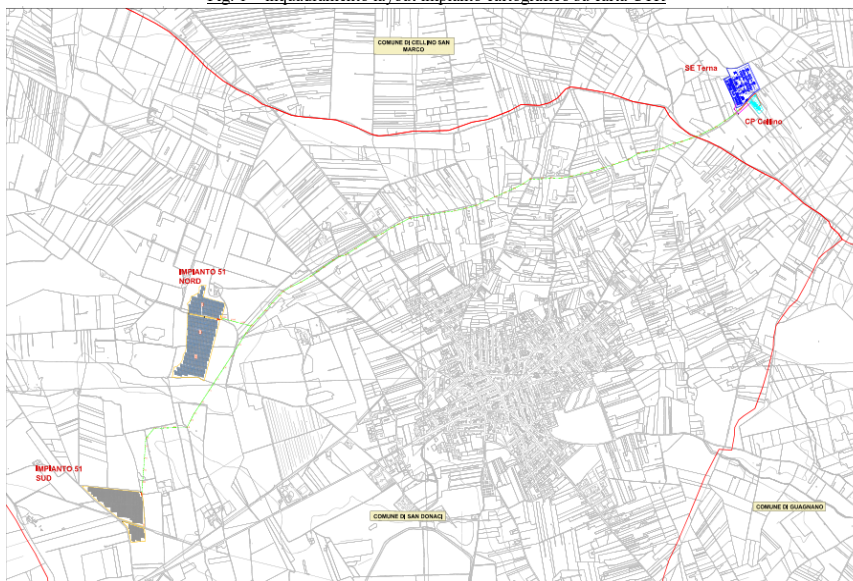 COMUNE DI CELLINO SAN
MARCO
SE Terna
CP Cellino
IMPIANTO 51
NORD
IMPIANTO 51
SUD
COMUNE DI SAN DONACI
COMUNE DI GUAGNANO